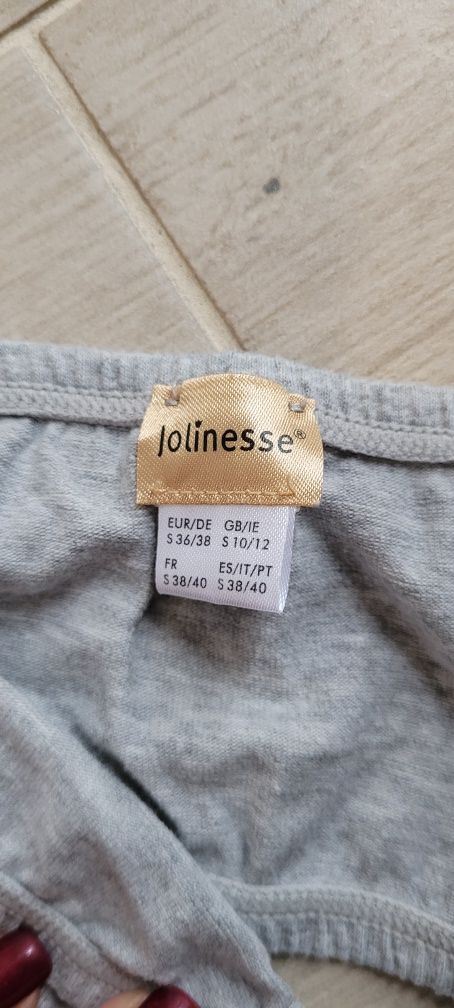 Jolinesse®
EUR/DE GB/IE
S 36/38 S 10/12
FR ES/IT/PT
S 38/40 S 38/40